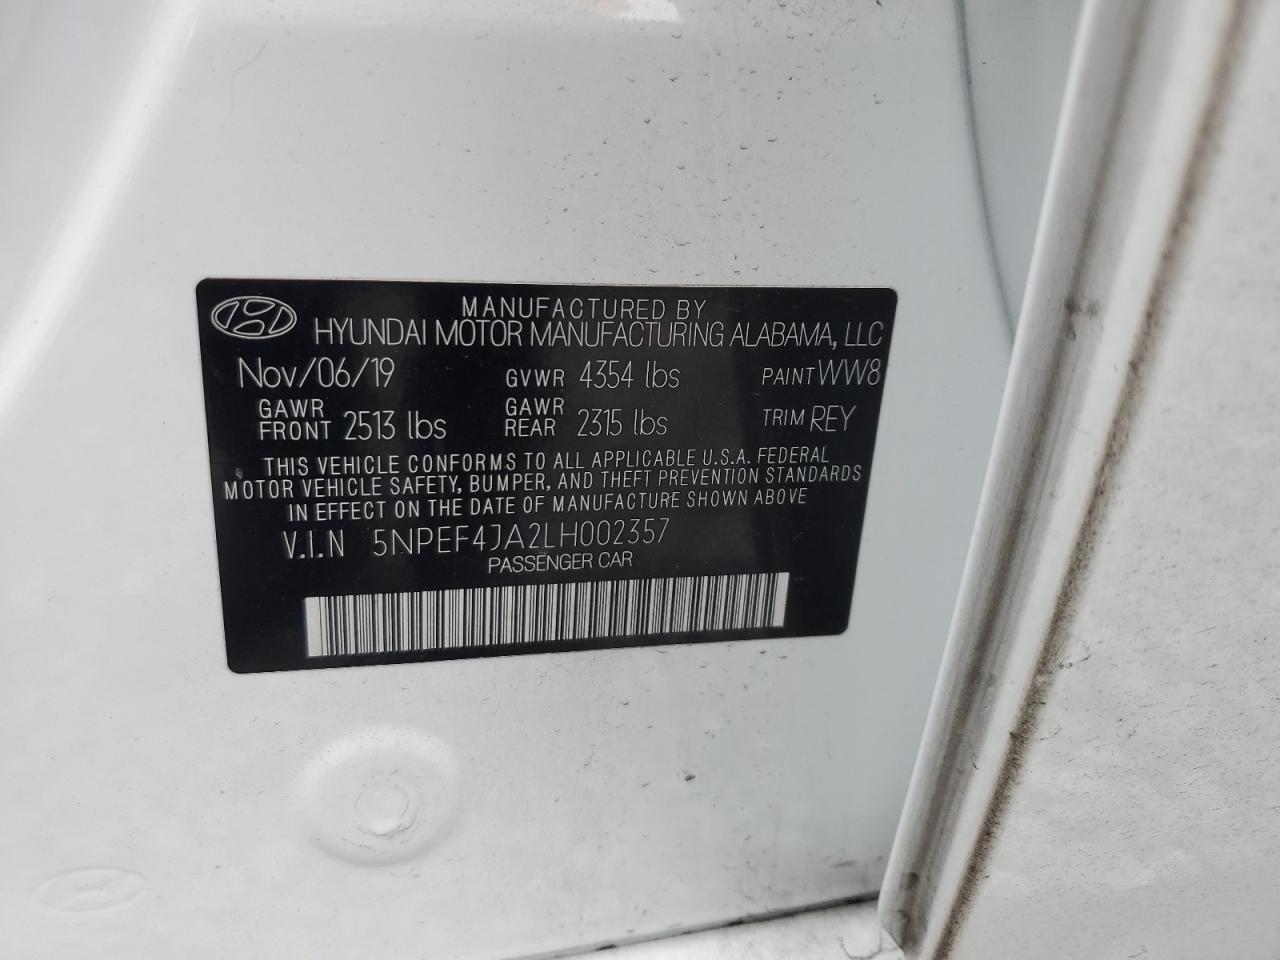 MANUFACTURED BY
HYUNDAI MOTOR MANUFACTURING ALABAMA, LLC
Nov/06/19 GVWR 4354 lbs PAINT WW8
GAWR FRONT 2513 lbs GAWR REAR 2315 lbs TRIM REY
THIS VEHICLE CONFORMS TO ALL APPLICABLE U.S.A. FEDERAL
MOTOR VEHICLE SAFETY, BUMPER, AND THEFT PREVENTION STANDARDS
IN EFFECT ON THE DATE OF MANUFACTURE SHOWN ABOVE
V.I.N 5NPEF4JA2LH002357
PASSENGER CAR